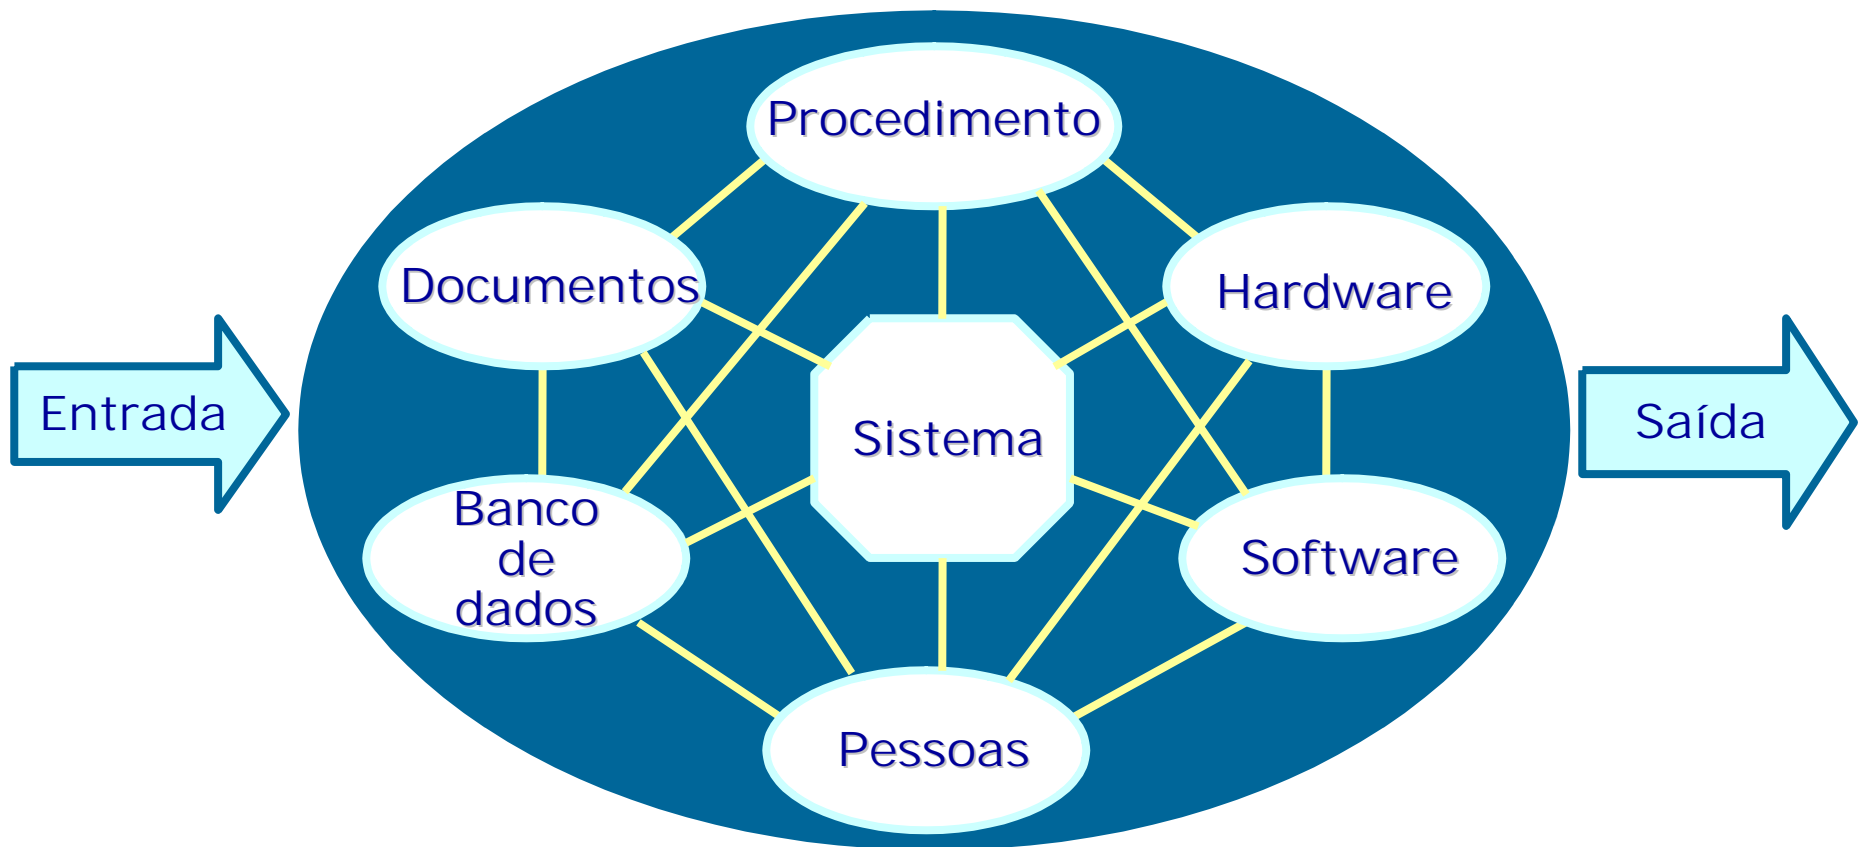 Procedimento
Documentos
Hardware
Entrada
Sistema
Saída
Banco
de
dados
Software
Pessoas